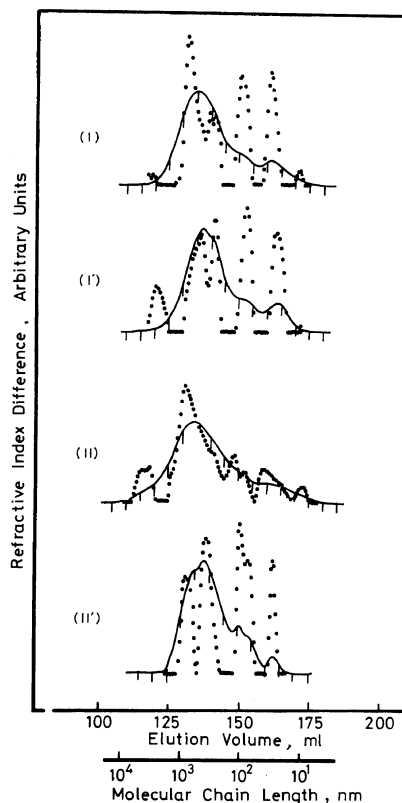 Refractive Index Difference, Arbitrary Units
(I)
(I')
(II)
(II')
100 125 150 175 200
Elution Volume, ml
10⁴ 10³ 10² 10¹
Molecular Chain Length, nm